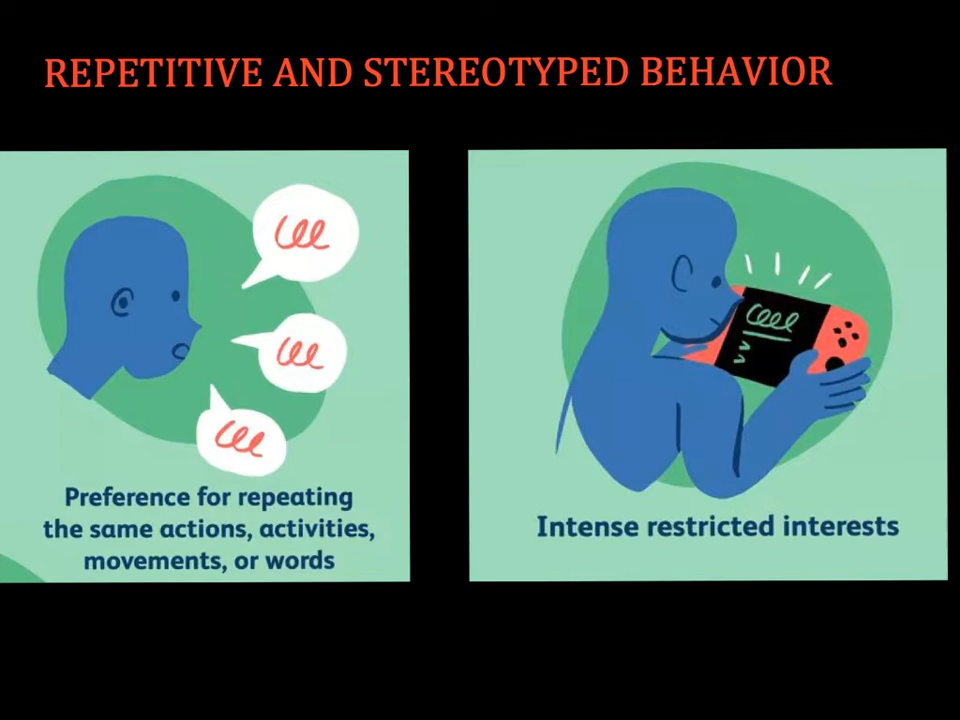 REPETITIVE AND STEREOTYPED BEHAVIOR
Preference for repeating
the same actions, activities,
movements, or words
Intense restricted interests